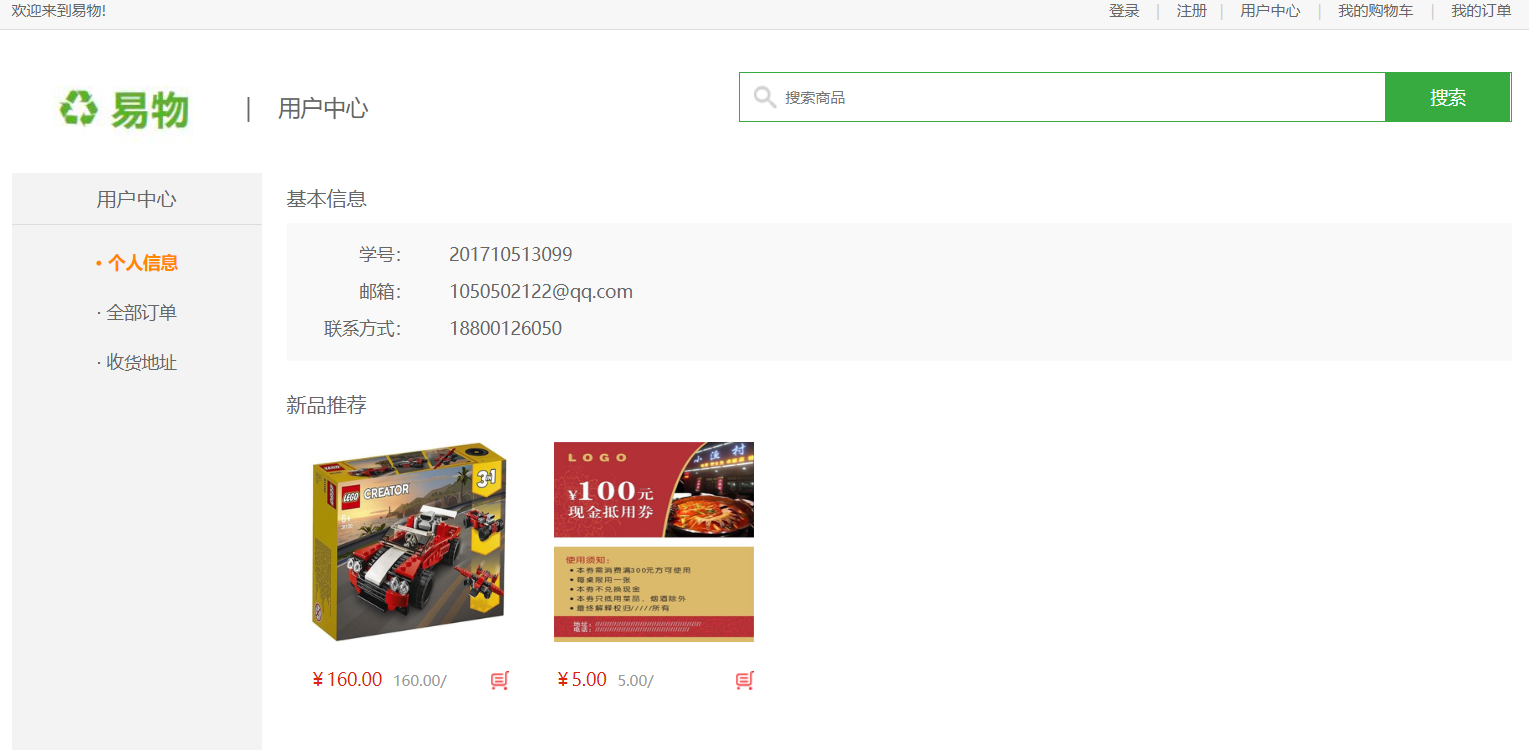 欢迎来到易物!
登录 | 注册 | 用户中心 | 我的购物车 | 我的订单
易物 | 用户中心
搜索商品
搜索
用户中心
• 个人信息
· 全部订单
· 收货地址
基本信息
学号： 201710513099
邮箱： 1050502122@qq.com
联系方式： 18800126050
新品推荐
LEGO
CREATOR
3in1
LOGO
小渔村
¥100元
现金抵用券
使用须知：
• 本券需消费满300元方可使用
• 每桌限用一张
• 本券不兑换现金
• 本券只抵用菜品，烟酒除外
• 最终解释权归/////所有
地址：
电话：
¥ 160.00 160.00/
¥ 5.00 5.00/